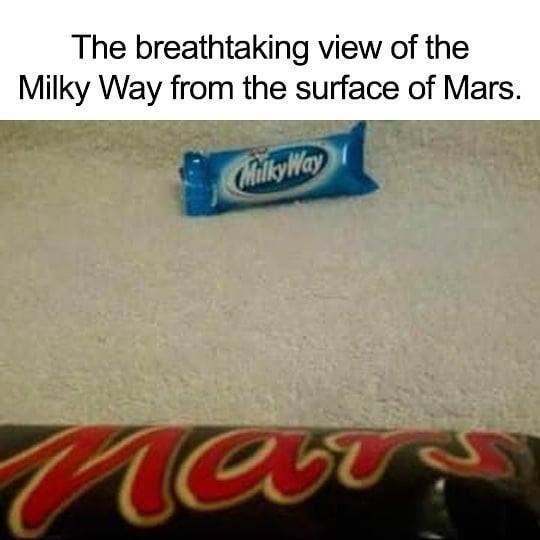 The breathtaking view of the
Milky Way from the surface of Mars.
MilkyWay
Mars